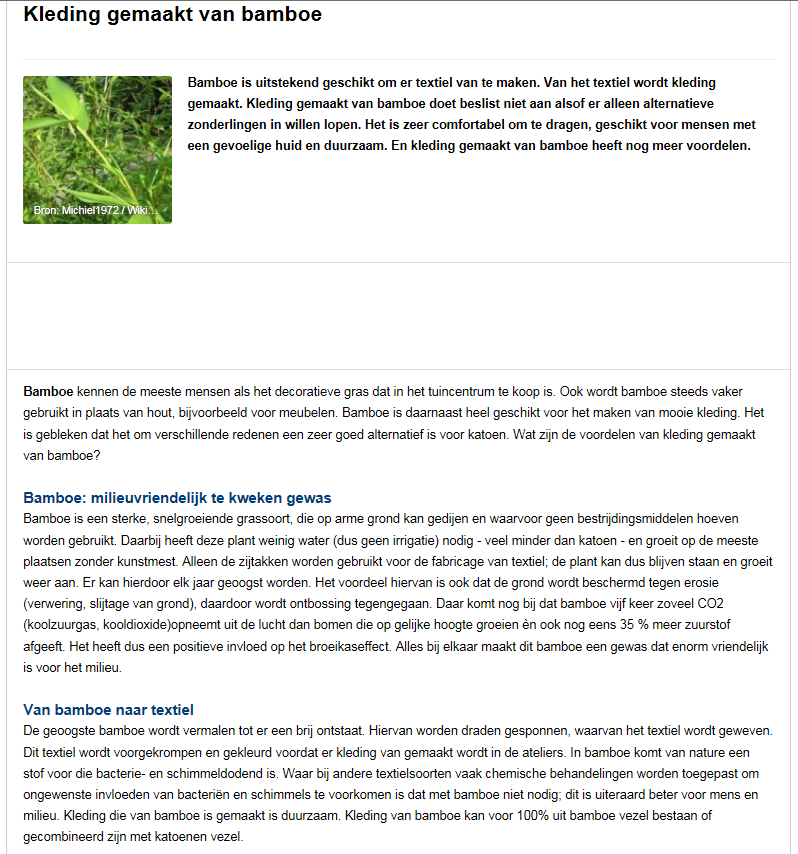 Kleding gemaakt van bamboe
Bamboe is uitstekend geschikt om er textiel van te maken. Van het textiel wordt kleding
gemaakt. Kleding gemaakt van bamboe doet beslist niet aan alsof er alleen alternatieve
zonderlingen in willen lopen. Het is zeer comfortabel om te dragen, geschikt voor mensen met
een gevoelige huid en duurzaam. En kleding gemaakt van bamboe heeft nog meer voordelen.
Bron: Michiel1972 / Wiki…
Bamboe kennen de meeste mensen als het decoratieve gras dat in het tuincentrum te koop is. Ook wordt bamboe steeds vaker
gebruikt in plaats van hout, bijvoorbeeld voor meubelen. Bamboe is daarnaast heel geschikt voor het maken van mooie kleding. Het
is gebleken dat het om verschillende redenen een zeer goed alternatief is voor katoen. Wat zijn de voordelen van kleding gemaakt
van bamboe?
Bamboe: milieuvriendelijk te kweken gewas
Bamboe is een sterke, snelgroeiende grassoort, die op arme grond kan gedijen en waarvoor geen bestrijdingsmiddelen hoeven
worden gebruikt. Daarbij heeft deze plant weinig water (dus geen irrigatie) nodig - veel minder dan katoen - en groeit op de meeste
plaatsen zonder kunstmest. Alleen de zijtakken worden gebruikt voor de fabricage van textiel; de plant kan dus blijven staan en groeit
weer aan. Er kan hierdoor elk jaar geoogst worden. Het voordeel hiervan is ook dat de grond wordt beschermd tegen erosie
(verwering, slijtage van grond), daardoor wordt ontbossing tegengegaan. Daar komt nog bij dat bamboe vijf keer zoveel CO2
(koolzuurgas, kooldioxide)opneemt uit de lucht dan bomen die op gelijke hoogte groeien èn ook nog eens 35 % meer zuurstof
afgeeft. Het heeft dus een positieve invloed op het broeikaseffect. Alles bij elkaar maakt dit bamboe een gewas dat enorm vriendelijk
is voor het milieu.
Van bamboe naar textiel
De geoogste bamboe wordt vermalen tot er een brij ontstaat. Hiervan worden draden gesponnen, waarvan het textiel wordt geweven.
Dit textiel wordt voorgekrompen en gekleurd voordat er kleding van gemaakt wordt in de ateliers. In bamboe komt van nature een
stof voor die bacterie- en schimmeldodend is. Waar bij andere textielsoorten vaak chemische behandelingen worden toegepast om
ongewenste invloeden van bacteriën en schimmels te voorkomen is dat met bamboe niet nodig; dit is uiteraard beter voor mens en
milieu. Kleding die van bamboe is gemaakt is duurzaam. Kleding van bamboe kan voor 100% uit bamboe vezel bestaan of
gecombineerd zijn met katoenen vezel.